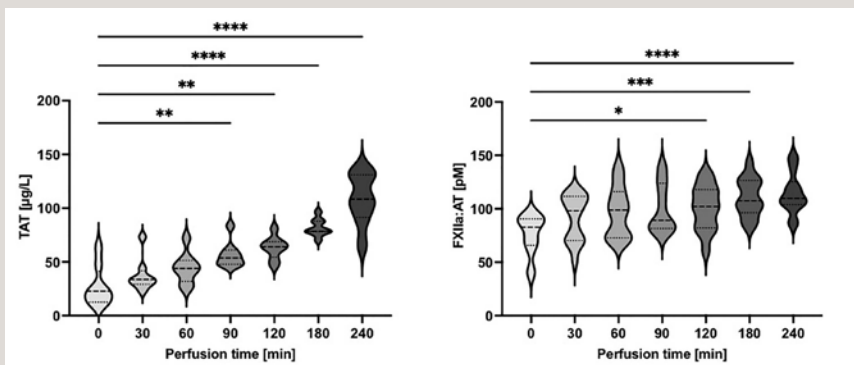 ****
****
**
**
200
150
100
50
0
TAT [µg/L]
0 30 60 90 120 180 240
Perfusion time [min]
****
***
*
200
150
100
50
0
FXIIa:AT [pM]
0 30 60 90 120 180 240
Perfusion time [min]